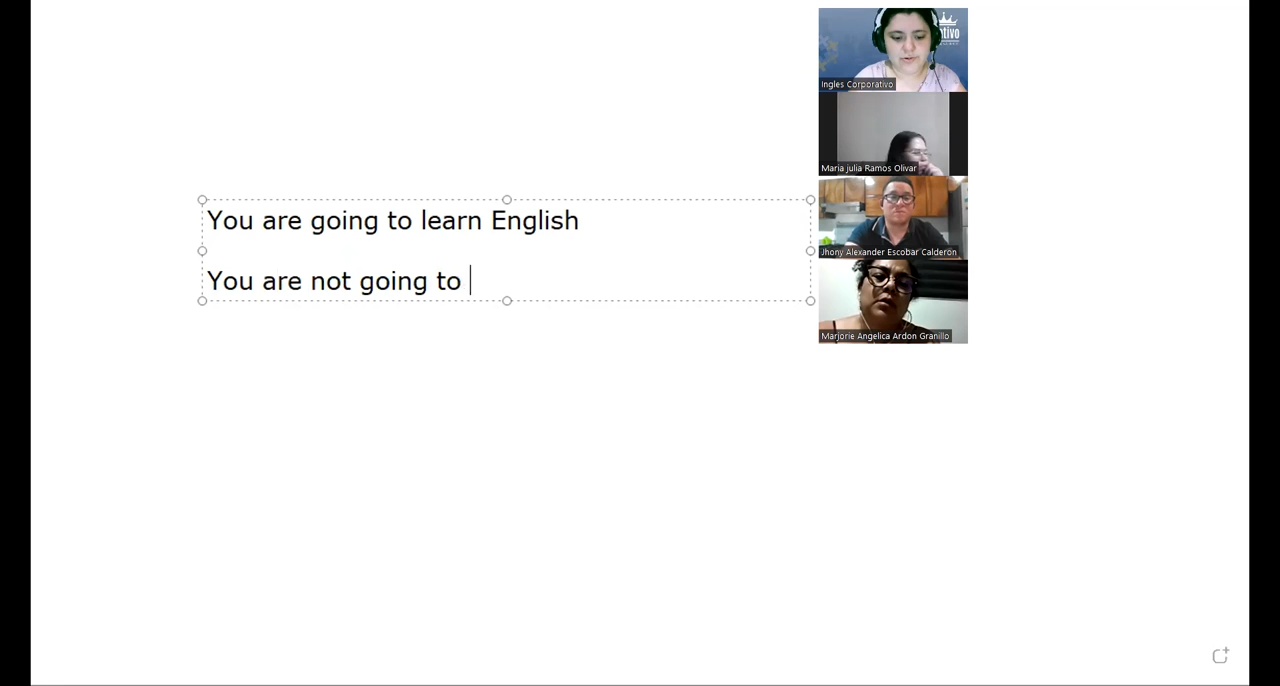 tivo
Ingles Corporativo
Maria julia Ramos Olivar
You are going to learn English
Jhony Alexander Escobar Calderon
You are not going to
Marjorie Angelica Ardon Granillo